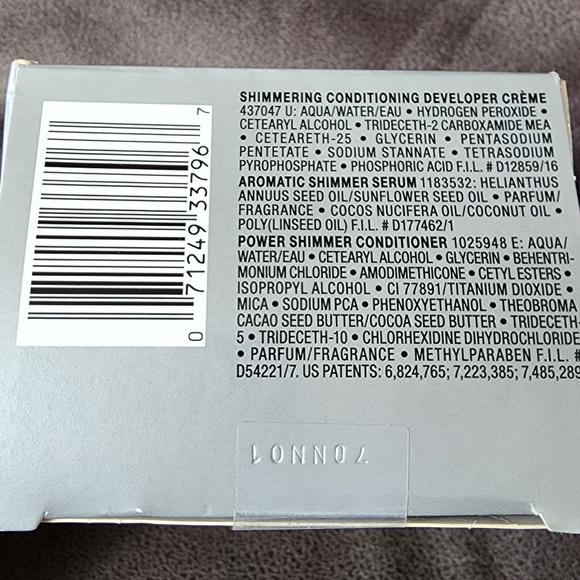 SHIMMERING CONDITIONING DEVELOPER CRÈME
437047 U: AQUA/WATER/EAU • HYDROGEN PEROXIDE •
CETEARYL ALCOHOL • TRIDECETH-2 CARBOXAMIDE MEA
• CETEARETH-25 • GLYCERIN • PENTASODIUM
PENTETATE • SODIUM STANNATE • TETRASODIUM
PYROPHOSPHATE • PHOSPHORIC ACID F.I.L. # D12859/16
AROMATIC SHIMMER SERUM 1183532: HELIANTHUS
ANNUUS SEED OIL/SUNFLOWER SEED OIL • PARFUM/
FRAGRANCE • COCOS NUCIFERA OIL/COCONUT OIL •
POLY(LINSEED OIL) F.I.L. # D177462/1
POWER SHIMMER CONDITIONER 1025948 E: AQUA/
WATER/EAU • CETEARYL ALCOHOL • GLYCERIN • BEHENTRI-
MONIUM CHLORIDE • AMODIMETHICONE • CETYL ESTERS •
ISOPROPYL ALCOHOL • CI 77891/TITANIUM DIOXIDE •
MICA • SODIUM PCA • PHENOXYETHANOL • THEOBROMA
CACAO SEED BUTTER/COCOA SEED BUTTER • TRIDECETH-
5 • TRIDECETH-10 • CHLORHEXIDINE DIHYDROCHLORIDE
• PARFUM/FRAGRANCE • METHYLPARABEN F.I.L. #
D54221/7. US PATENTS: 6,824,765; 7,223,385; 7,485,289
0 71249 33796 7
70NN01